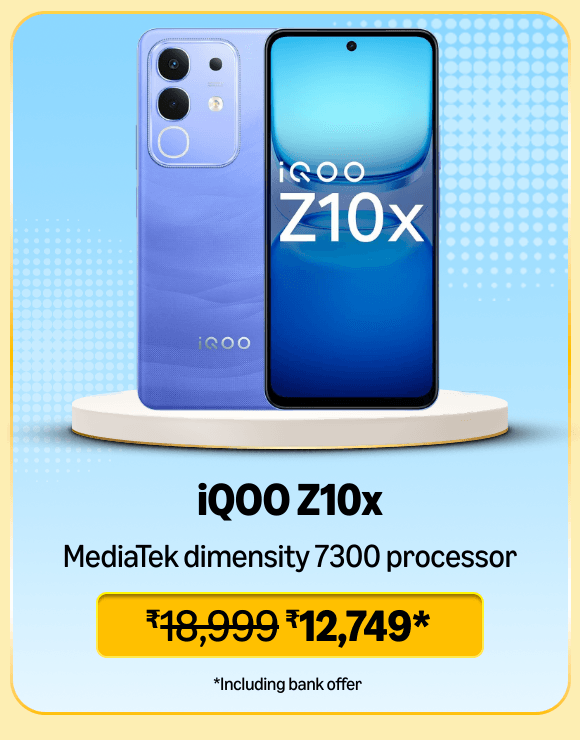 iQOO
Z10x
iQOO
iQOO Z10x
MediaTek dimensity 7300 processor
₹18,999 ₹12,749*
*Including bank offer